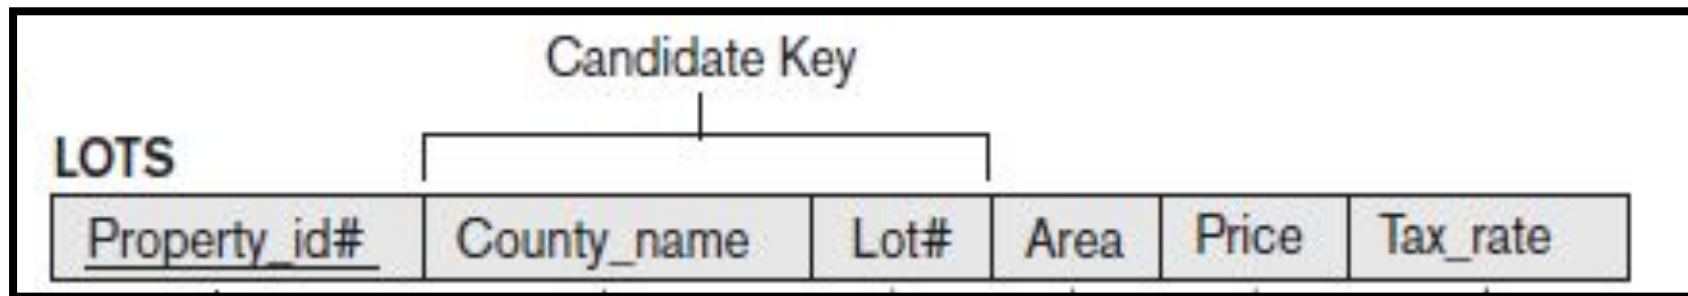 Candidate Key
LOTS
Property_id# County_name Lot# Area Price Tax_rate